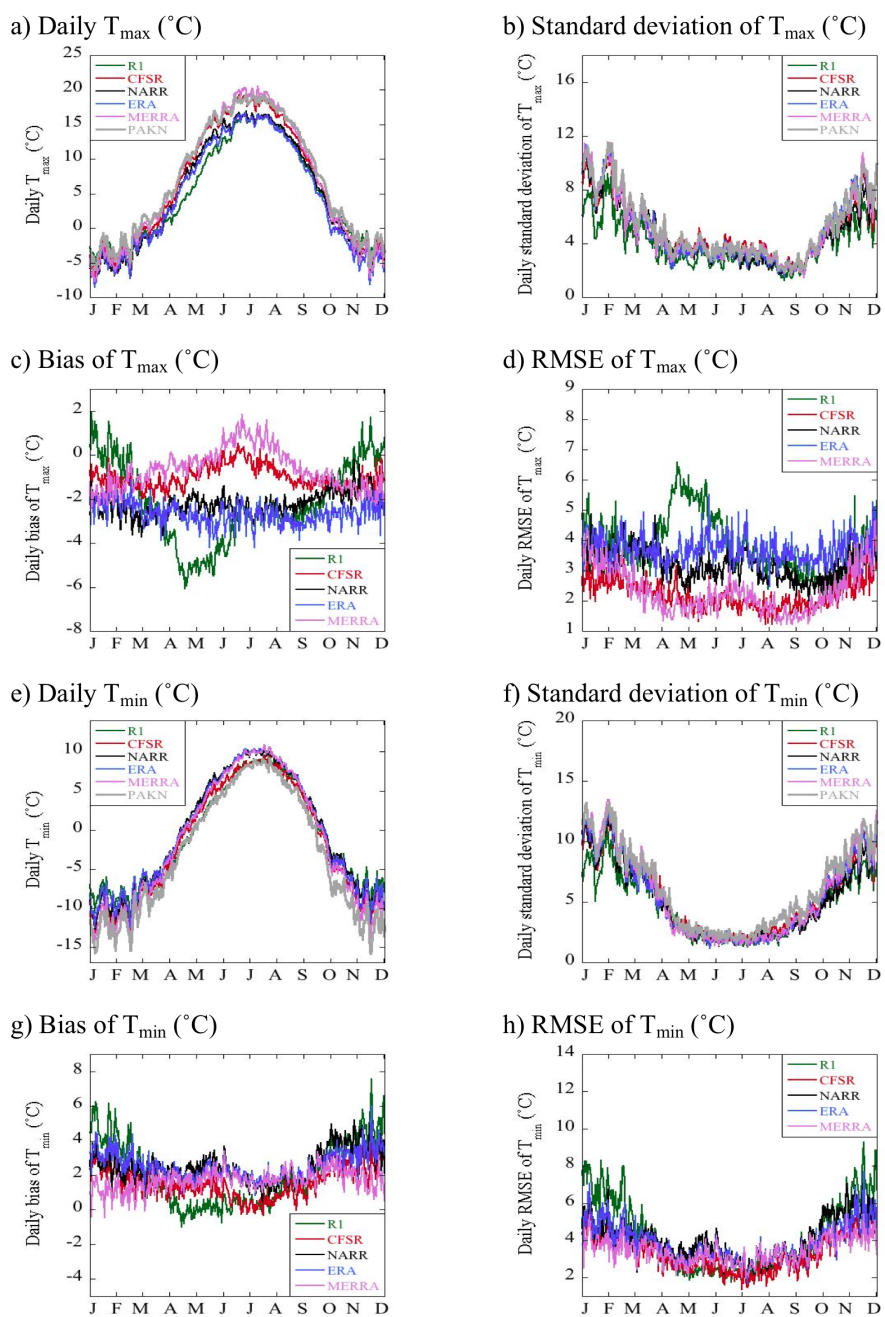 a) Daily Tmax (˚C)
Daily Tmax (˚C)
25
20
15
10
5
0
-5
-10
R1
CFSR
NARR
ERA
MERRA
PAKN
J F M A M J J A S O N D
b) Standard deviation of Tmax (˚C)
Daily standard deviation of Tmax (˚C)
16
12
8
4
0
R1
CFSR
NARR
ERA
MERRA
PAKN
J F M A M J J A S O N D
c) Bias of Tmax (˚C)
Daily bias of Tmax (˚C)
2
0
-2
-4
-6
-8
R1
CFSR
NARR
ERA
MERRA
J F M A M J J A S O N D
d) RMSE of Tmax (˚C)
Daily RMSE of Tmax (˚C)
9
8
7
6
5
4
3
2
1
R1
CFSR
NARR
ERA
MERRA
J F M A M J J A S O N D
e) Daily Tmin (˚C)
Daily Tmin (˚C)
10
5
0
-5
-10
-15
R1
CFSR
NARR
ERA
MERRA
PAKN
J F M A M J J A S O N D
f) Standard deviation of Tmin (˚C)
Daily standard deviation of Tmin (˚C)
20
15
10
5
0
R1
CFSR
NARR
ERA
MERRA
PAKN
J F M A M J J A S O N D
g) Bias of Tmin (˚C)
Daily bias of Tmin (˚C)
8
6
4
2
0
-2
-4
R1
CFSR
NARR
ERA
MERRA
J F M A M J J A S O N D
h) RMSE of Tmin (˚C)
Daily RMSE of Tmin (˚C)
14
12
10
8
6
4
2
R1
CFSR
NARR
ERA
MERRA
J F M A M J J A S O N D